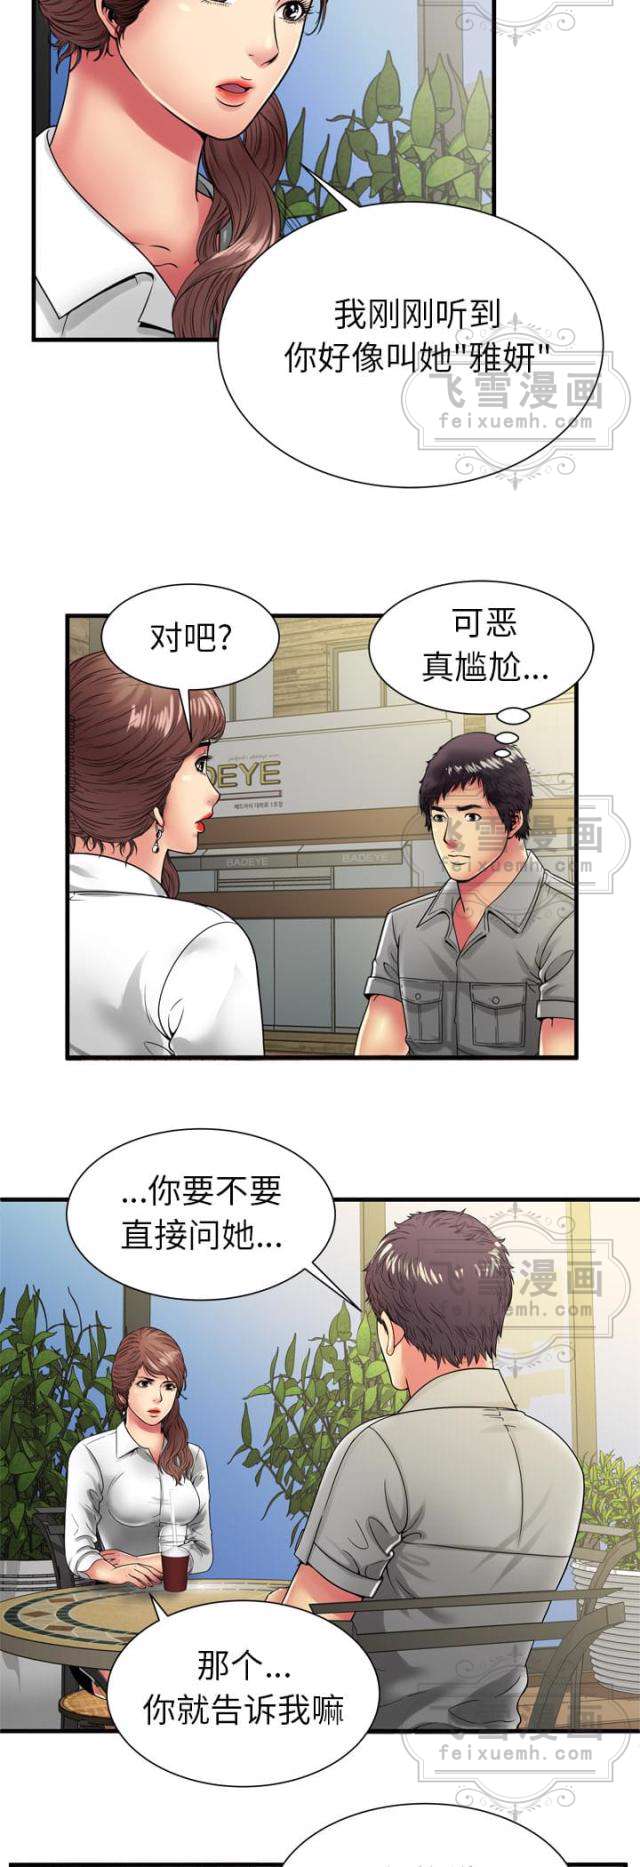 我刚刚听到
你好像叫她"雅妍"
飞雪漫画
feixuemh.com
对吧?
可恶
真尴尬...
DEYE
BADEYE
BADEYE
飞雪漫画
feixuemh.com
...你要不要
直接问她...
飞雪漫画
feixuemh.com
那个...
你就告诉我嘛
飞雪漫画
feixuemh.com